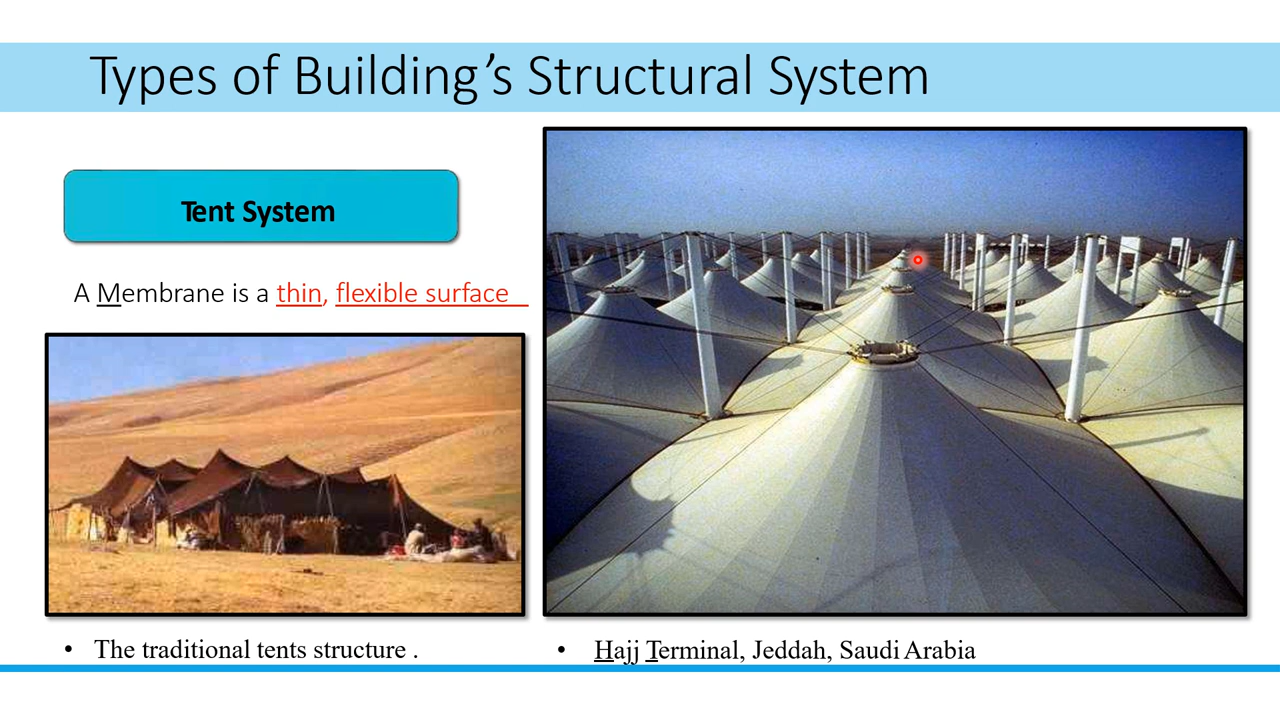 Types of Building’s Structural System
Tent System
A Membrane is a thin, flexible surface
• The traditional tents structure .
• Hajj Terminal, Jeddah, Saudi Arabia